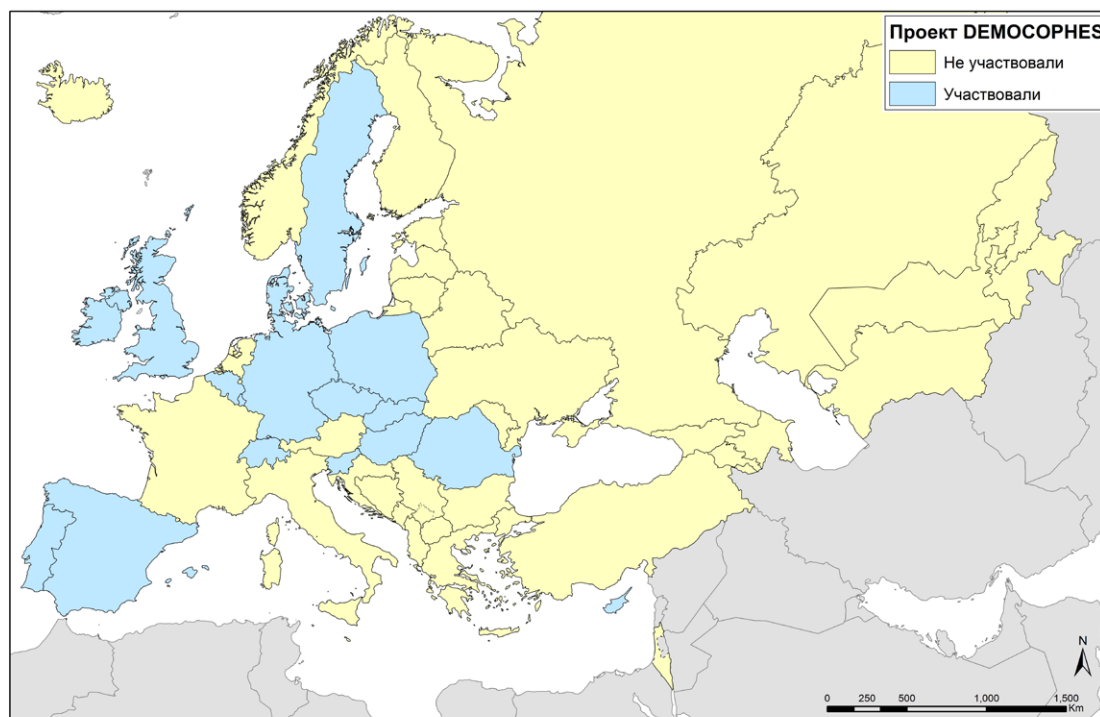 Проект DEMOCOPHES
Не участвовали
Участвовали
N
0 250 500 1,000 1,500
Km